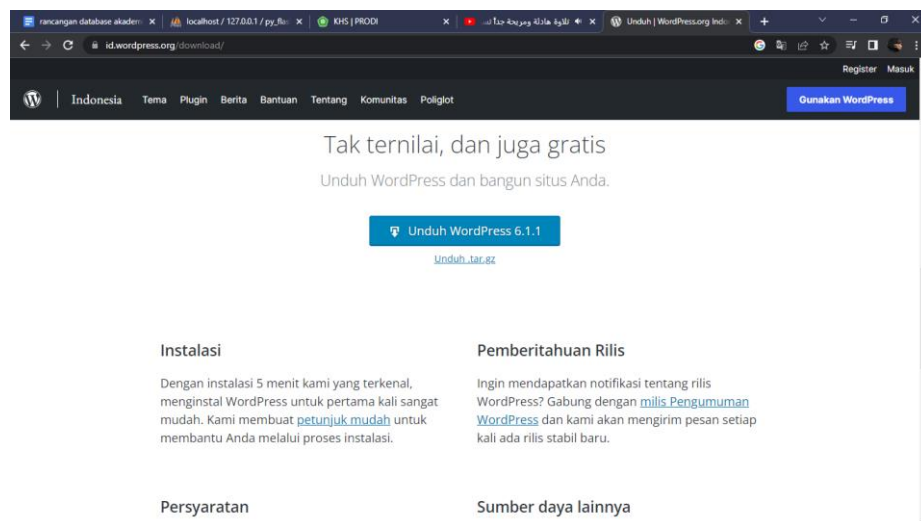 rancangan database akadem
localhost / 127.0.0.1 / py_flas
KHS | PRODI
تلاوة هادئة ومريحة جداً تد
Unduh | WordPress.org Indo
id.wordpress.org/download/
Register Masuk
Indonesia Tema Plugin Berita Bantuan Tentang Komunitas Poliglot Gunakan WordPress
Tak ternilai, dan juga gratis
Unduh WordPress dan bangun situs Anda.
Unduh WordPress 6.1.1
Unduh .tar.gz
Instalasi
Dengan instalasi 5 menit kami yang terkenal,
menginstal WordPress untuk pertama kali sangat
mudah. Kami membuat petunjuk mudah untuk
membantu Anda melalui proses instalasi.
Pemberitahuan Rilis
Ingin mendapatkan notifikasi tentang rilis
WordPress? Gabung dengan milis Pengumuman
WordPress dan kami akan mengirim pesan setiap
kali ada rilis stabil baru.
Persyaratan
Sumber daya lainnya